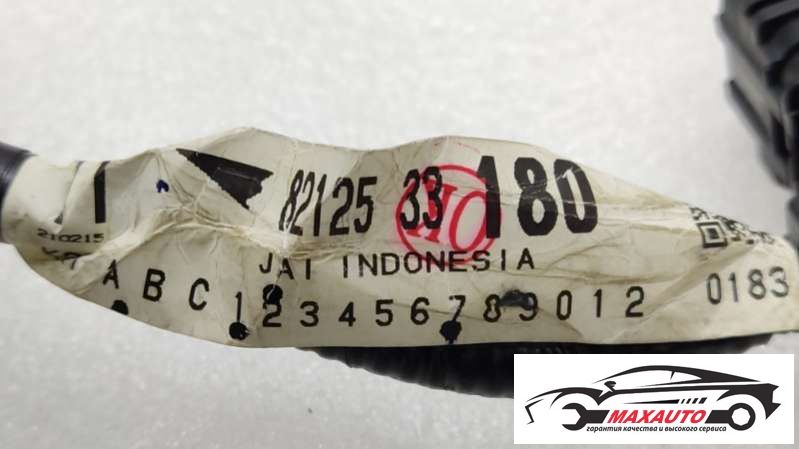 82125 33 180
OK
210215
JAI INDONESIA
A B C 1 2 3 4 5 6 7 8 9 0 1 2 0183
MAXAUTO
гарантия качества и высокого сервиса